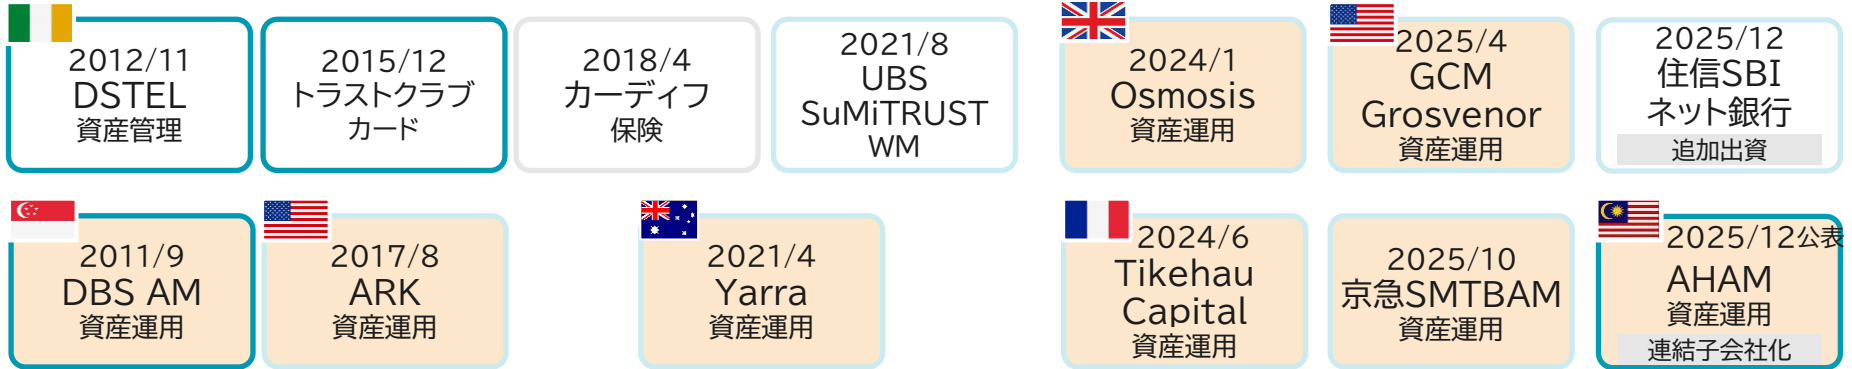 2012/11
DSTEL
資産管理
2015/12
トラストクラブ
カード
2018/4
カーディフ
保険
2021/8
UBS
SuMiTRUST
WM
2024/1
Osmosis
資産運用
2025/4
GCM
Grosvenor
資産運用
2025/12
住信SBI
ネット銀行
追加出資
2011/9
DBS AM
資産運用
2017/8
ARK
資産運用
2021/4
Yarra
資産運用
2024/6
Tikehau
Capital
資産運用
2025/10
京急SMTBAM
資産運用
2025/12公表
AHAM
資産運用
連結子会社化